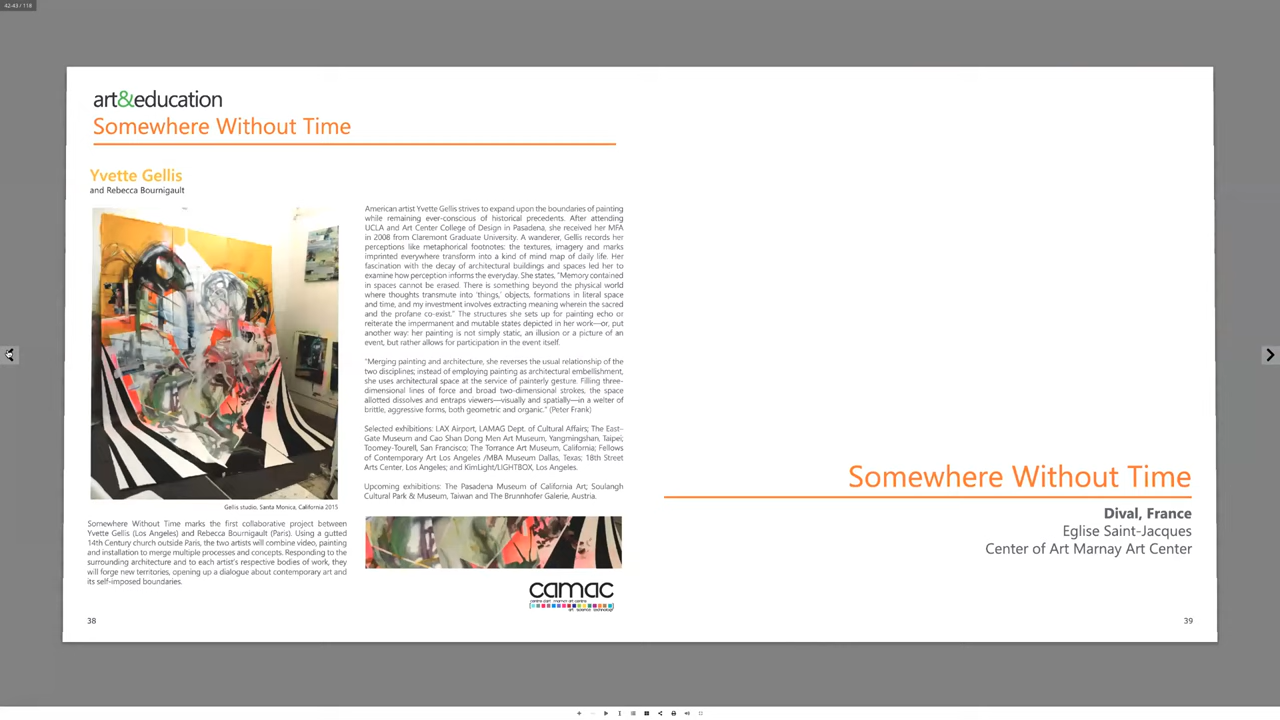 42-43 / 118
art&education
Somewhere Without Time
Yvette Gellis
and Rebecca Bournigault
Gellis studio, Santa Monica, California 2015
Somewhere Without Time marks the first collaborative project between
Yvette Gellis (Los Angeles) and Rebecca Bournigault (Paris). Using a gutted
14th Century church outside Paris, the two artists will combine video, painting
and installation to merge multiple processes and concepts. Responding to the
surrounding architecture and to each artist's respective bodies of work, they
will forge new territories, opening up a dialogue about contemporary art and
its self-imposed boundaries.
American artist Yvette Gellis strives to expand upon the boundaries of painting
while remaining ever-conscious of historical precedents. After attending
UCLA and Art Center College of Design in Pasadena, she received her MFA
in 2008 from Claremont Graduate University. A wanderer, Gellis records her
perceptions like metaphorical footnotes: the textures, imagery and marks
imprinted everywhere transform into a kind of mind map of daily life. Her
fascination with the decay of architectural buildings and spaces led her to
examine how perception informs the everyday. She states, "Memory contained
in spaces cannot be erased. There is something beyond the physical world
where thoughts transmute into 'things,' objects, formations in literal space
and time, and my investment involves extracting meaning wherein the sacred
and the profane co-exist." The structures she sets up for painting echo or
reiterate the impermanent and mutable states depicted in her work—or, put
another way: her painting is not simply static, an illusion or a picture of an
event, but rather allows for participation in the event itself.
"Merging painting and architecture, she reverses the usual relationship of the
two disciplines; instead of employing painting as architectural embellishment,
she uses architectural space at the service of painterly gesture. Filling three-
dimensional lines of force and broad two-dimensional strokes, the space
allotted dissolves and entraps viewers—visually and spatially—in a welter of
brittle, aggressive forms, both geometric and organic." (Peter Frank)
Selected exhibitions: LAX Airport, LAMAG Dept. of Cultural Affairs; The East-
Gate Museum and Cao Shan Dong Men Art Museum, Yangmingshan, Taipei;
Toomey-Tourell, San Francisco; The Torrance Art Museum, California; Fellows
of Contemporary Art Los Angeles /MBA Museum Dallas, Texas; 18th Street
Arts Center, Los Angeles; and KimLight/LIGHTBOX, Los Angeles.
Upcoming exhibitions: The Pasadena Museum of California Art; Soulangh
Cultural Park & Museum, Taiwan and The Brunnhofer Galerie, Austria.
camac
centre d'art marnay art center
art science technology
38
Somewhere Without Time
Dival, France
Eglise Saint-Jacques
Center of Art Marnay Art Center
39